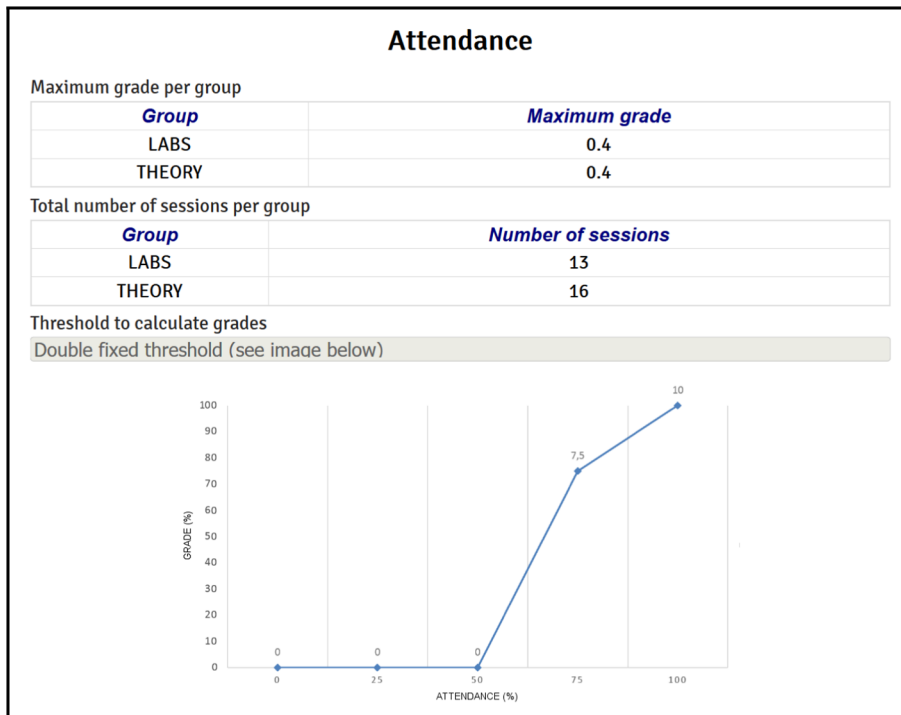 Attendance
Maximum grade per group
Group Maximum grade
LABS 0.4
THEORY 0.4
Total number of sessions per group
Group Number of sessions
LABS 13
THEORY 16
Threshold to calculate grades
Double fixed threshold (see image below)
10
100
90
80
7,5
70
60
50
40
30
20
10
0 0 0
0
0 25 50 75 100
GRADE (%)
ATTENDANCE (%)